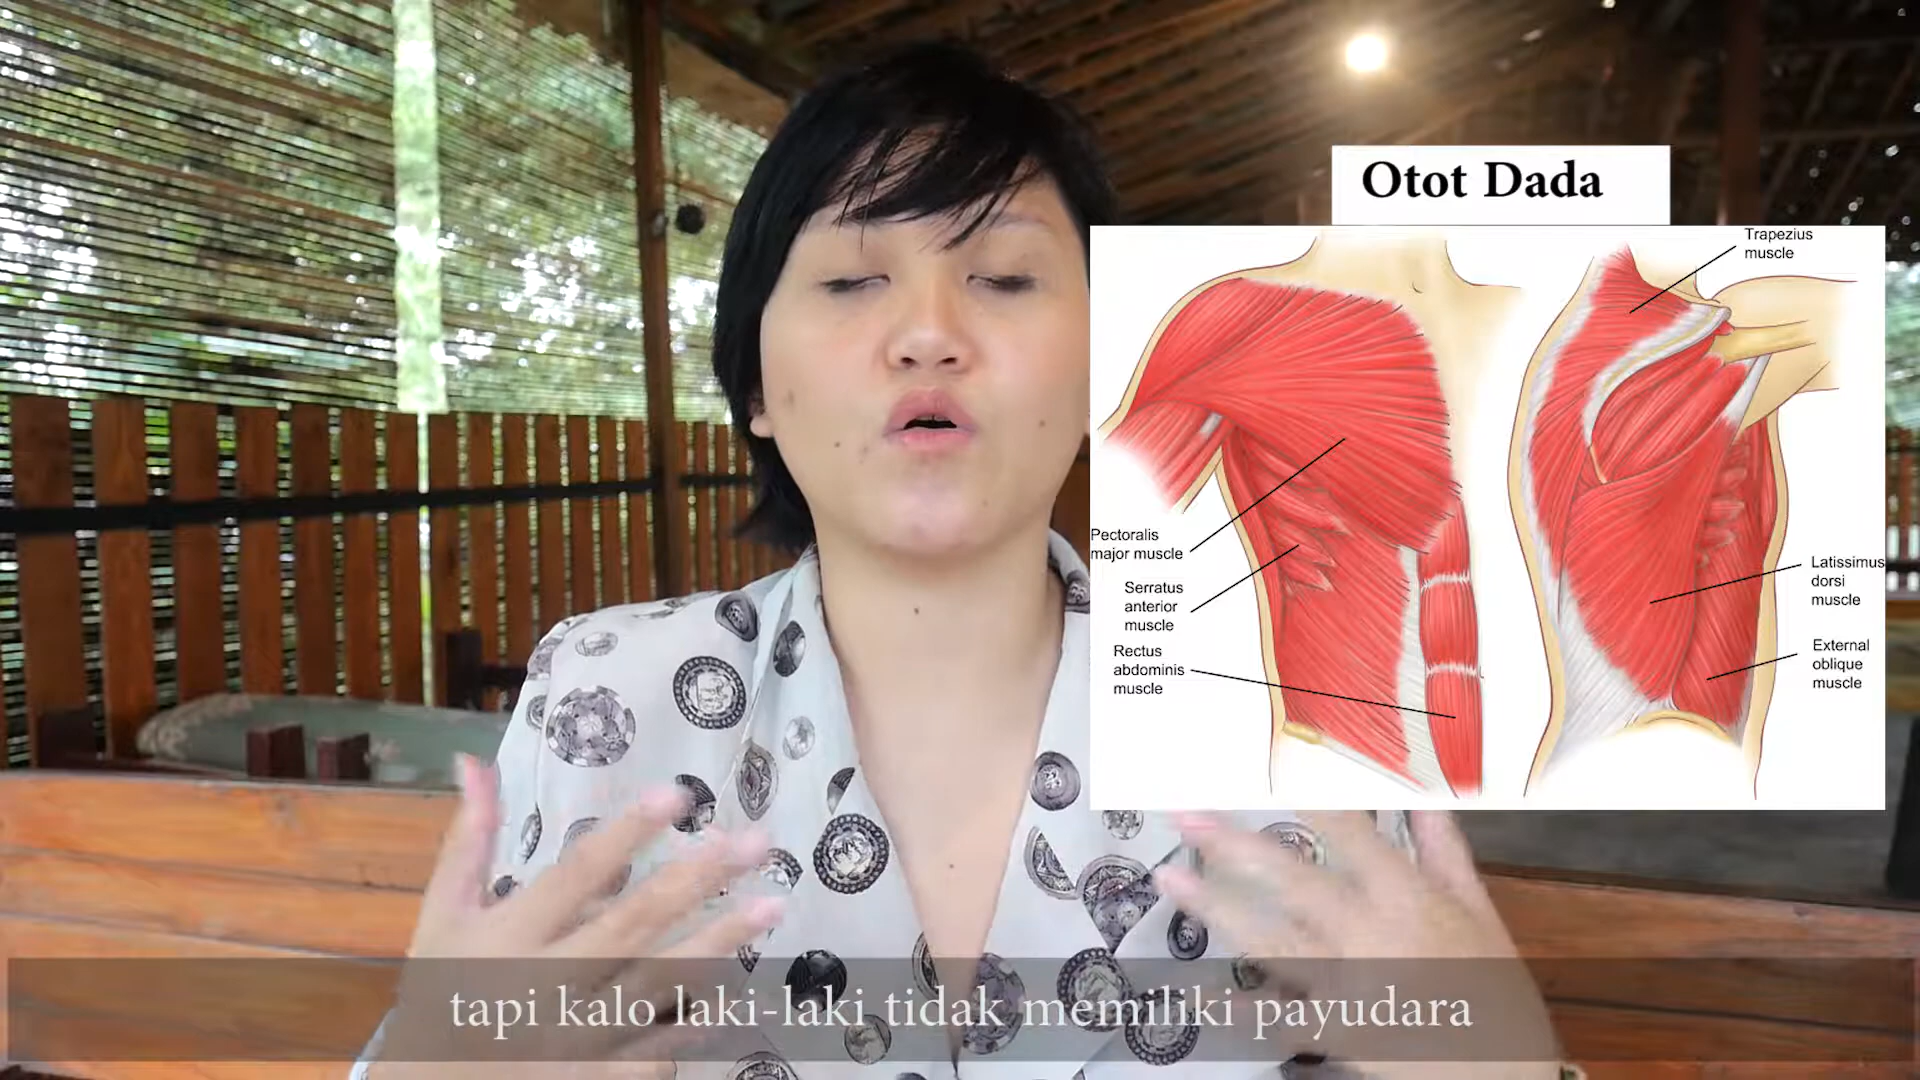 Otot Dada
Trapezius
muscle
Pectoralis
major muscle
Serratus
anterior
muscle
Rectus
abdominis
muscle
Latissimus
dorsi
muscle
External
oblique
muscle
tapi kalo laki-laki tidak memiliki payudara